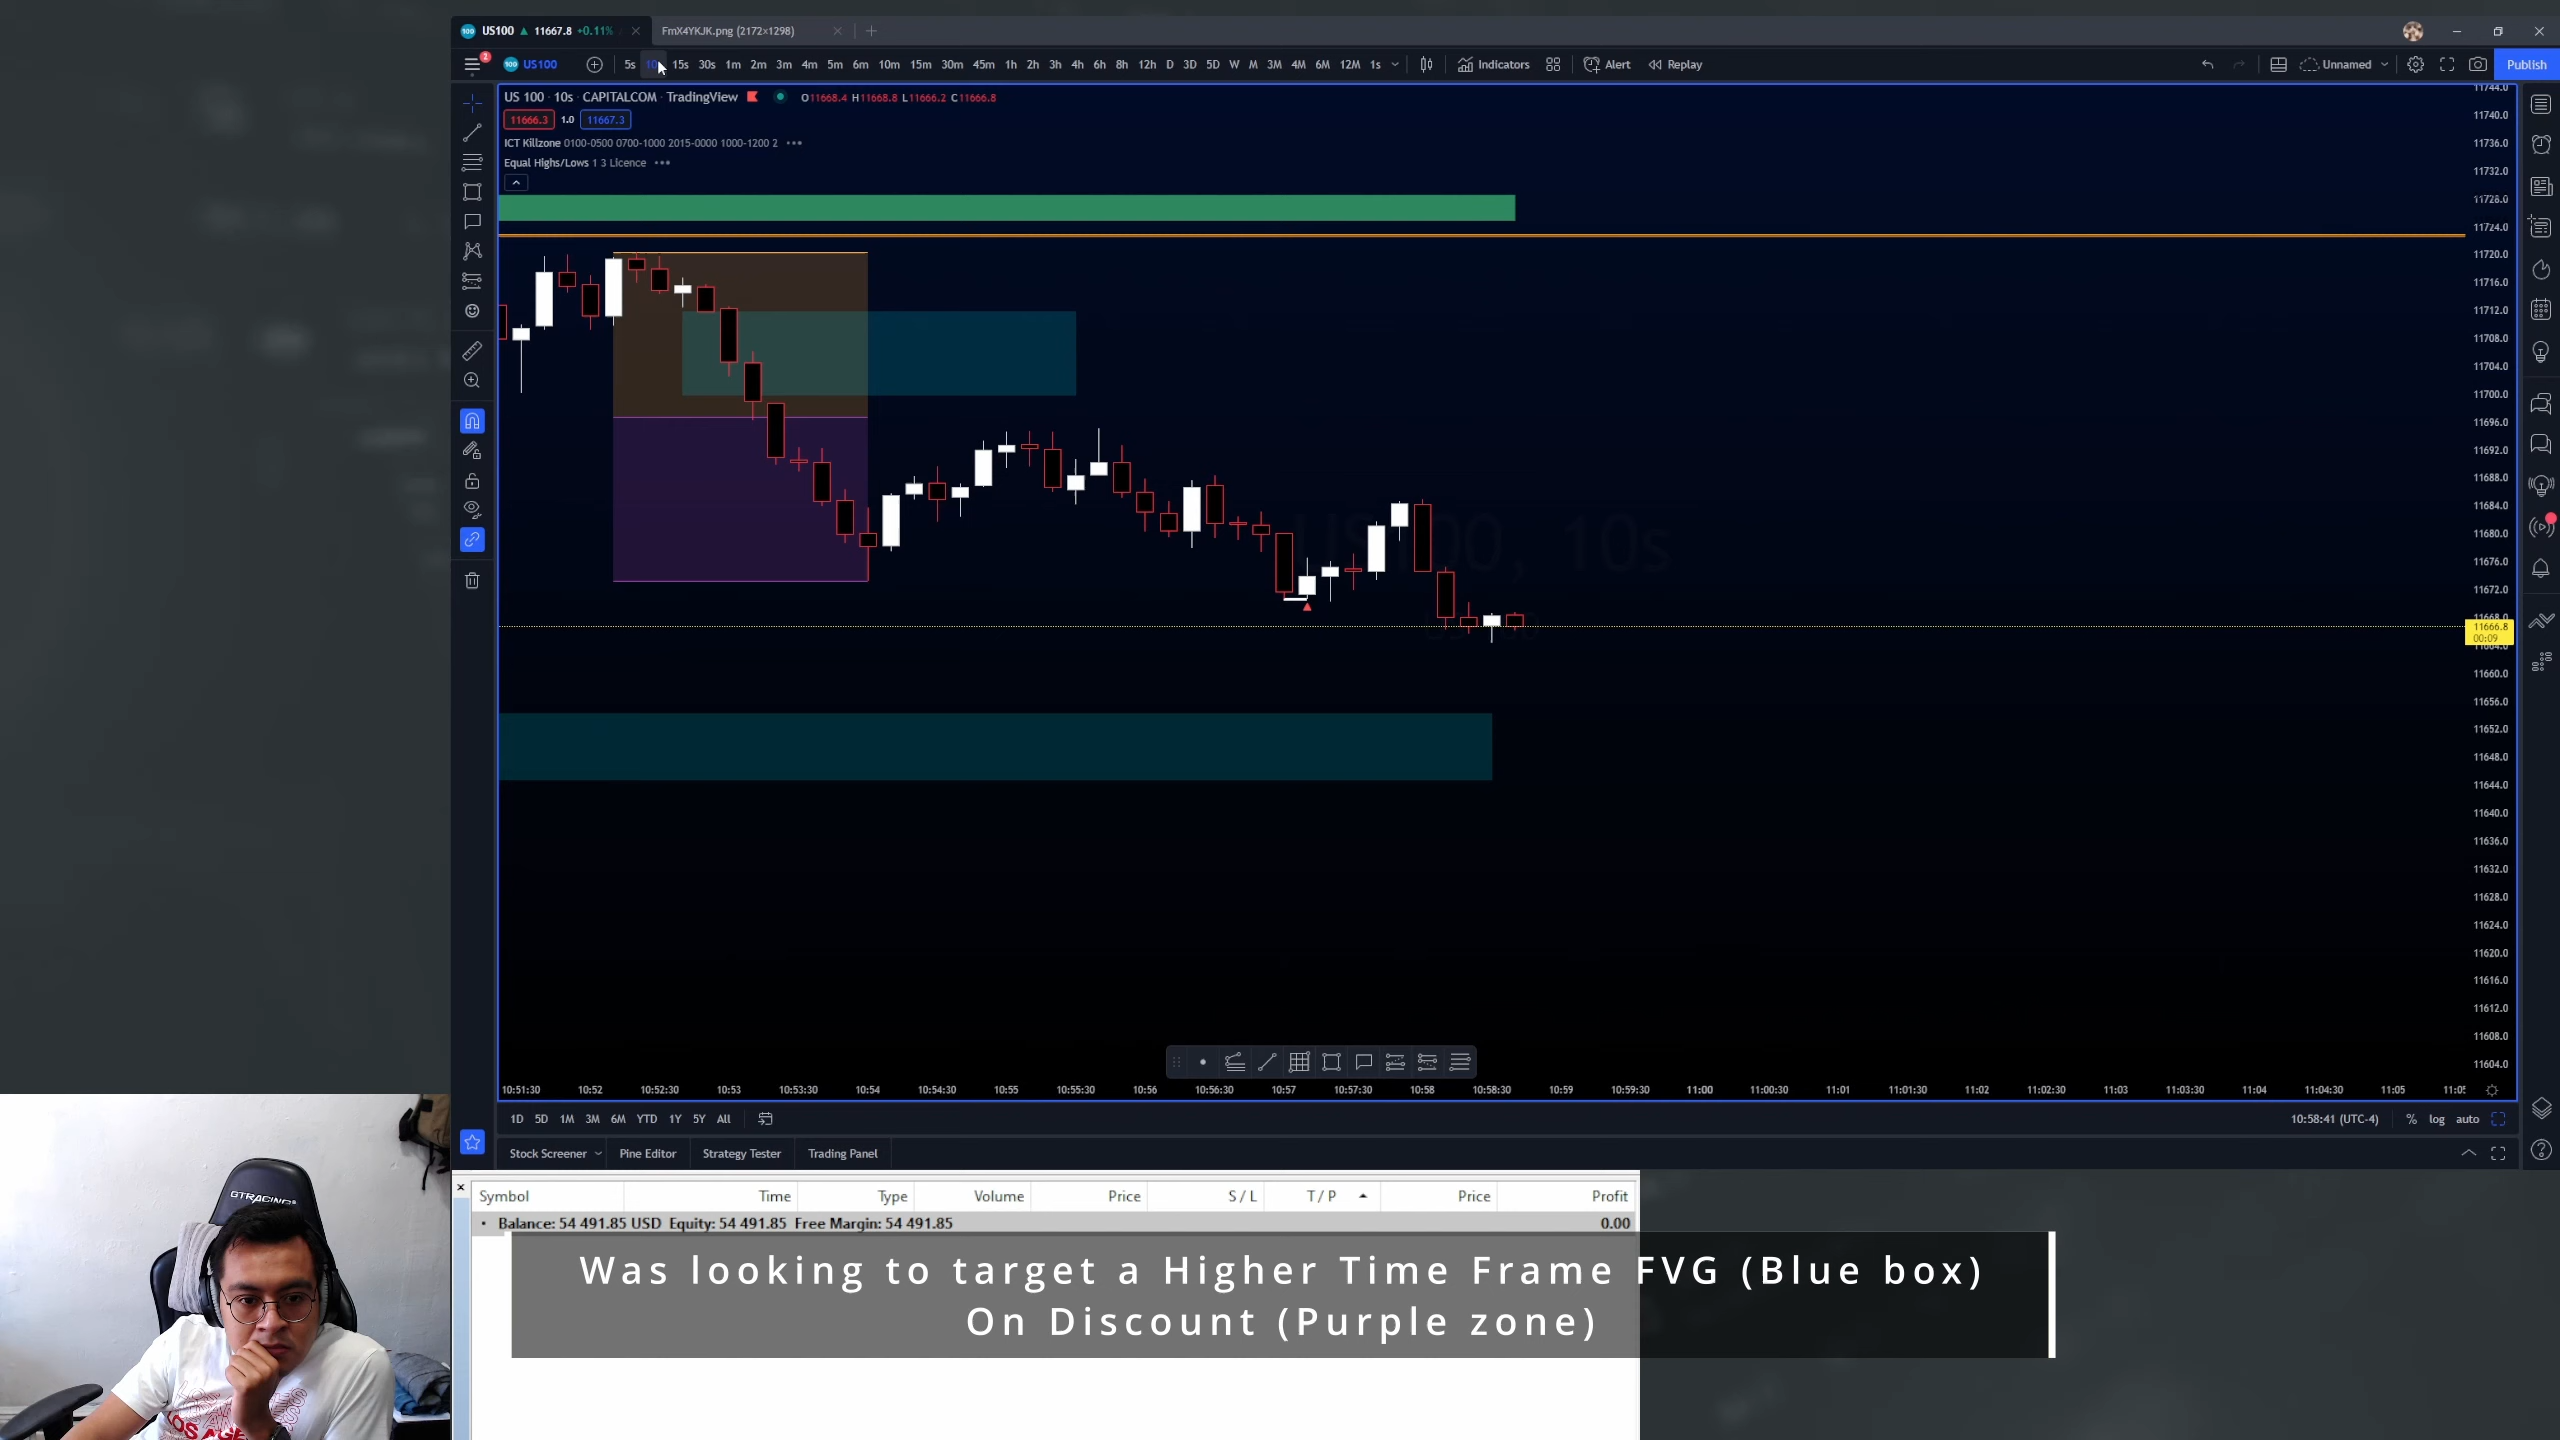 US100 11667.8 +0.11%
FmX4YKJK.png (2172×1298)
US100 5s 15s 30s 1m 2m 3m 4m 5m 6m 10m 15m 30m 45m 1h 2h 3h 4h 6h 8h 12h D 3D 5D W M 3M 4M 6M 12M 1s Indicators Alert Replay Unnamed Publish
US 100 · 10s · CAPITALCOM · TradingView O11668.4 H11668.8 L11666.2 C11666.8
11666.3 1.0 11667.3
ICT Killzone 0100-0500 0700-1000 2015-0000 1000-1200 2
Equal Highs/Lows 1 3 Licence
11744.0
11740.0
11736.0
11732.0
11728.0
11724.0
11720.0
11716.0
11712.0
11708.0
11704.0
11700.0
11696.0
11692.0
11688.0
11684.0
11680.0
11676.0
11672.0
11668.0
11666.8
00:09
11664.0
11660.0
11656.0
11652.0
11648.0
11644.0
11640.0
11636.0
11632.0
11628.0
11624.0
11620.0
11616.0
11612.0
11608.0
11604.0
US100, 10s
10:51:30 10:52 10:52:30 10:53 10:53:30 10:54 10:54:30 10:55 10:55:30 10:56 10:56:30 10:57 10:57:30 10:58 10:58:30 10:59 10:59:30 11:00 11:00:30 11:01 11:01:30 11:02 11:02:30 11:03 11:03:30 11:04 11:04:30 11:05
1D 5D 1M 3M 6M YTD 1Y 5Y All 10:58:41 (UTC-4) % log auto
Stock Screener Pine Editor Strategy Tester Trading Panel
Symbol Time Type Volume Price S / L T / P Price Profit
Balance: 54 491.85 USD Equity: 54 491.85 Free Margin: 54 491.85 0.00
Was looking to target a Higher Time Frame FVG (Blue box)
On Discount (Purple zone)
GTRACING